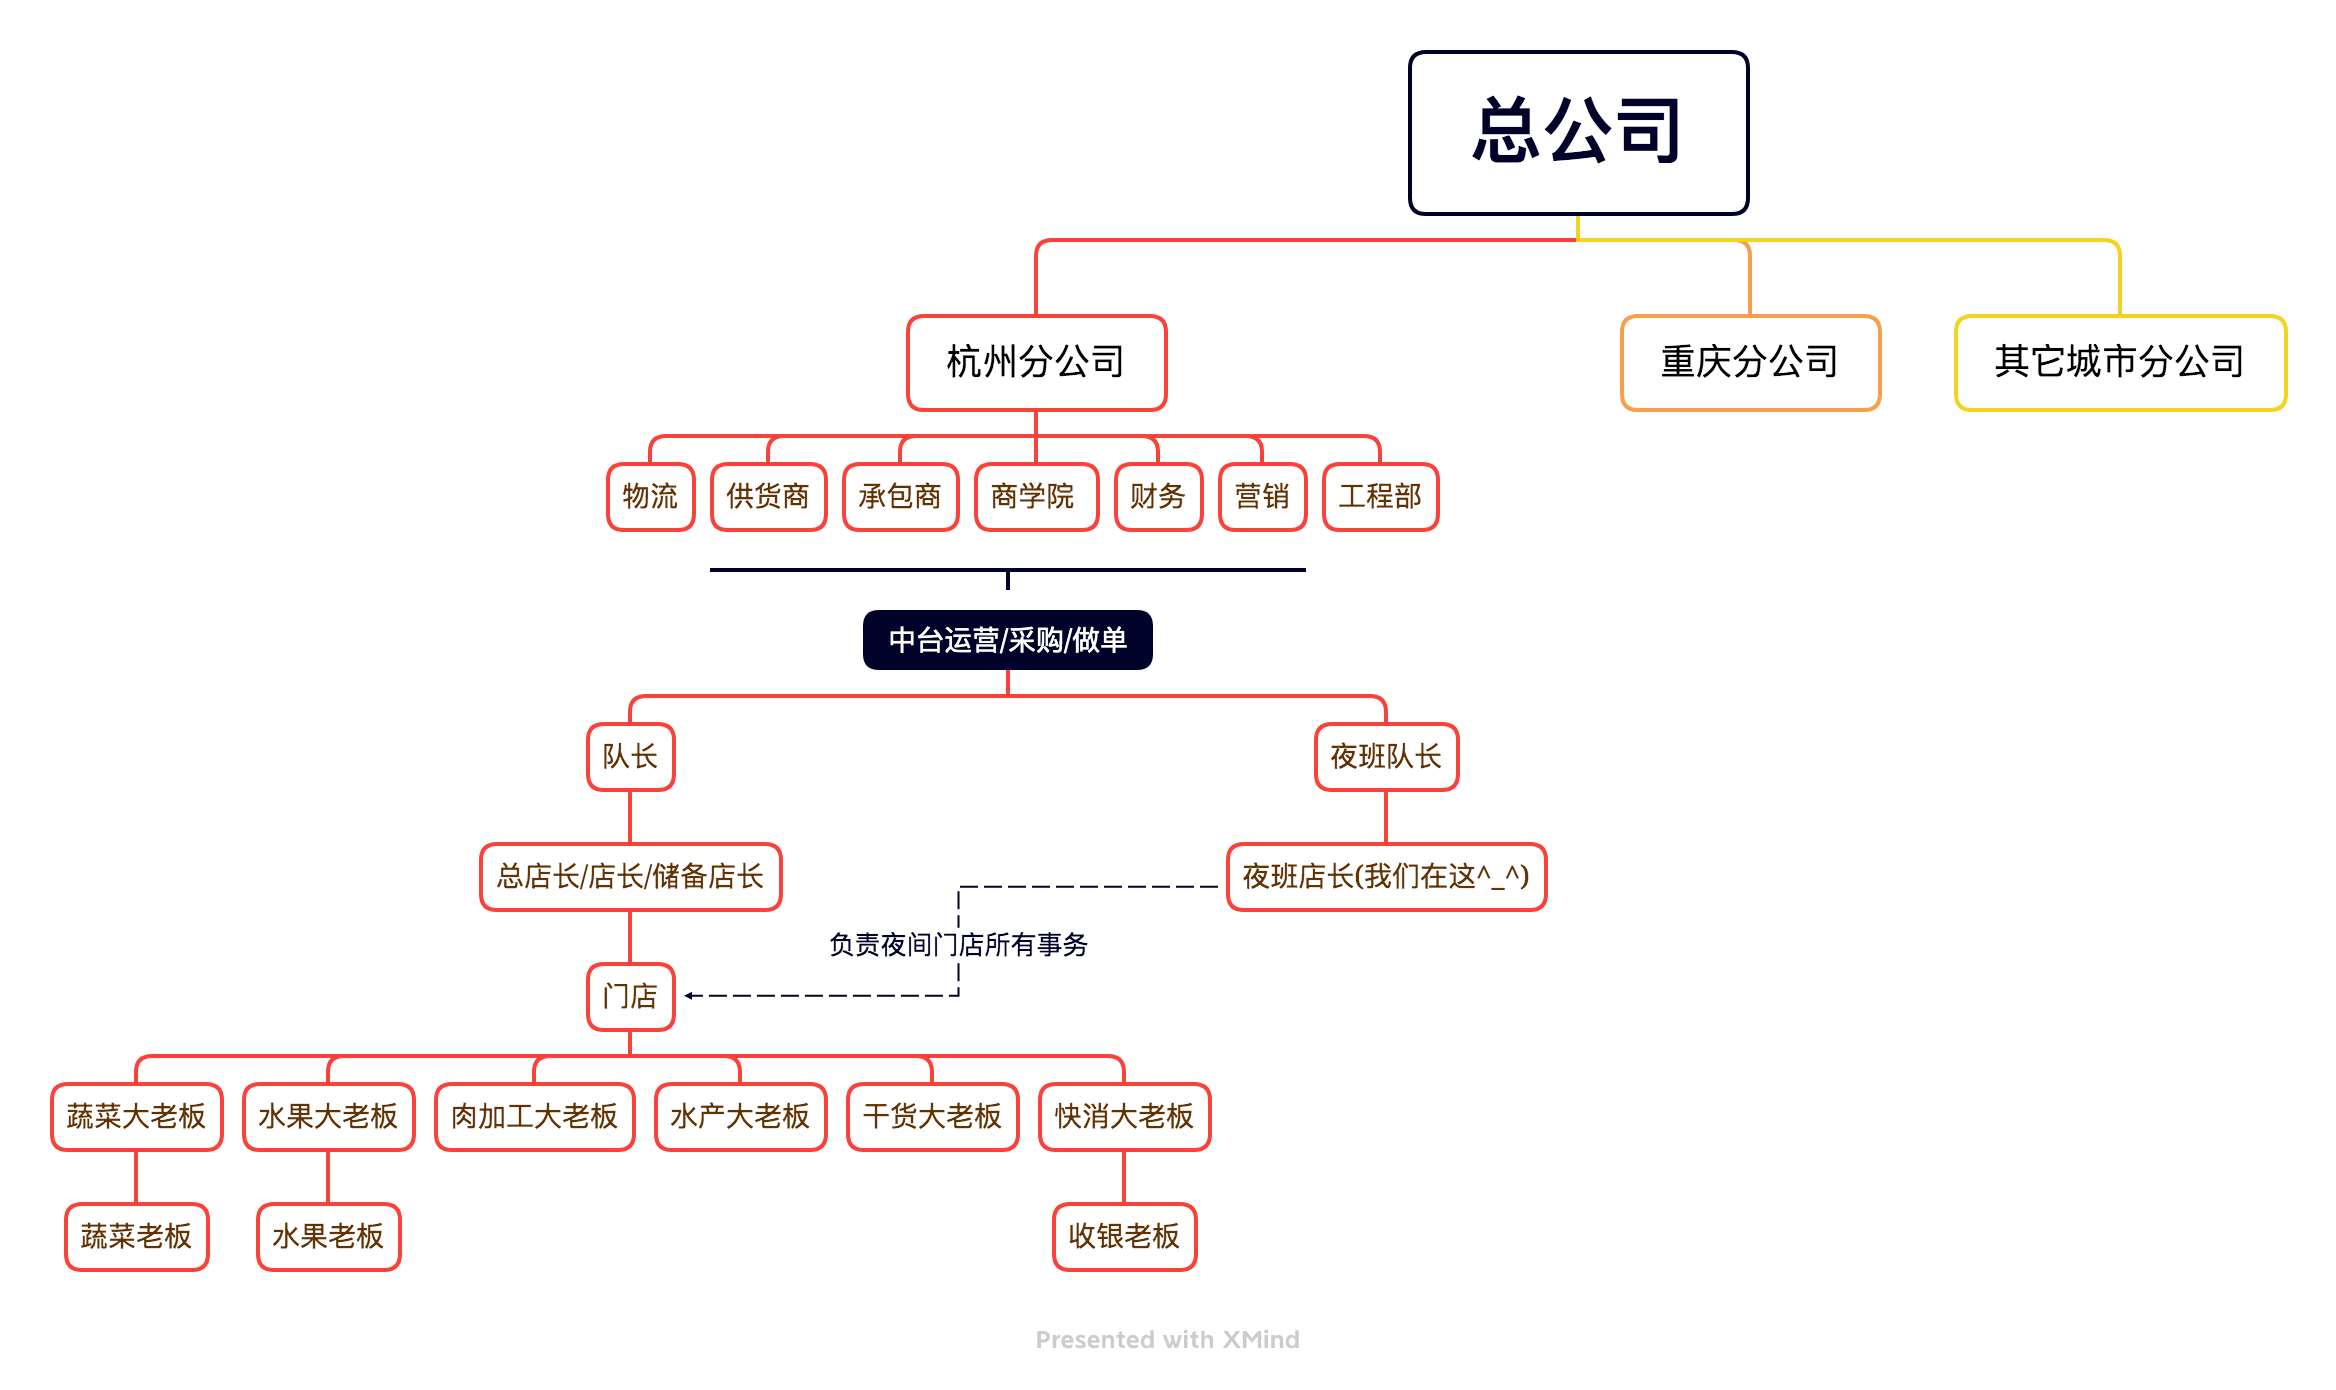 总公司
杭州分公司
重庆分公司
其它城市分公司
物流
供货商
承包商
商学院
财务
营销
工程部
中台运营/采购/做单
队长
夜班队长
总店长/店长/储备店长
夜班店长(我们在这^_^)
负责夜间门店所有事务
门店
蔬菜大老板
水果大老板
肉加工大老板
水产大老板
干货大老板
快消大老板
蔬菜老板
水果老板
收银老板
Presented with XMind